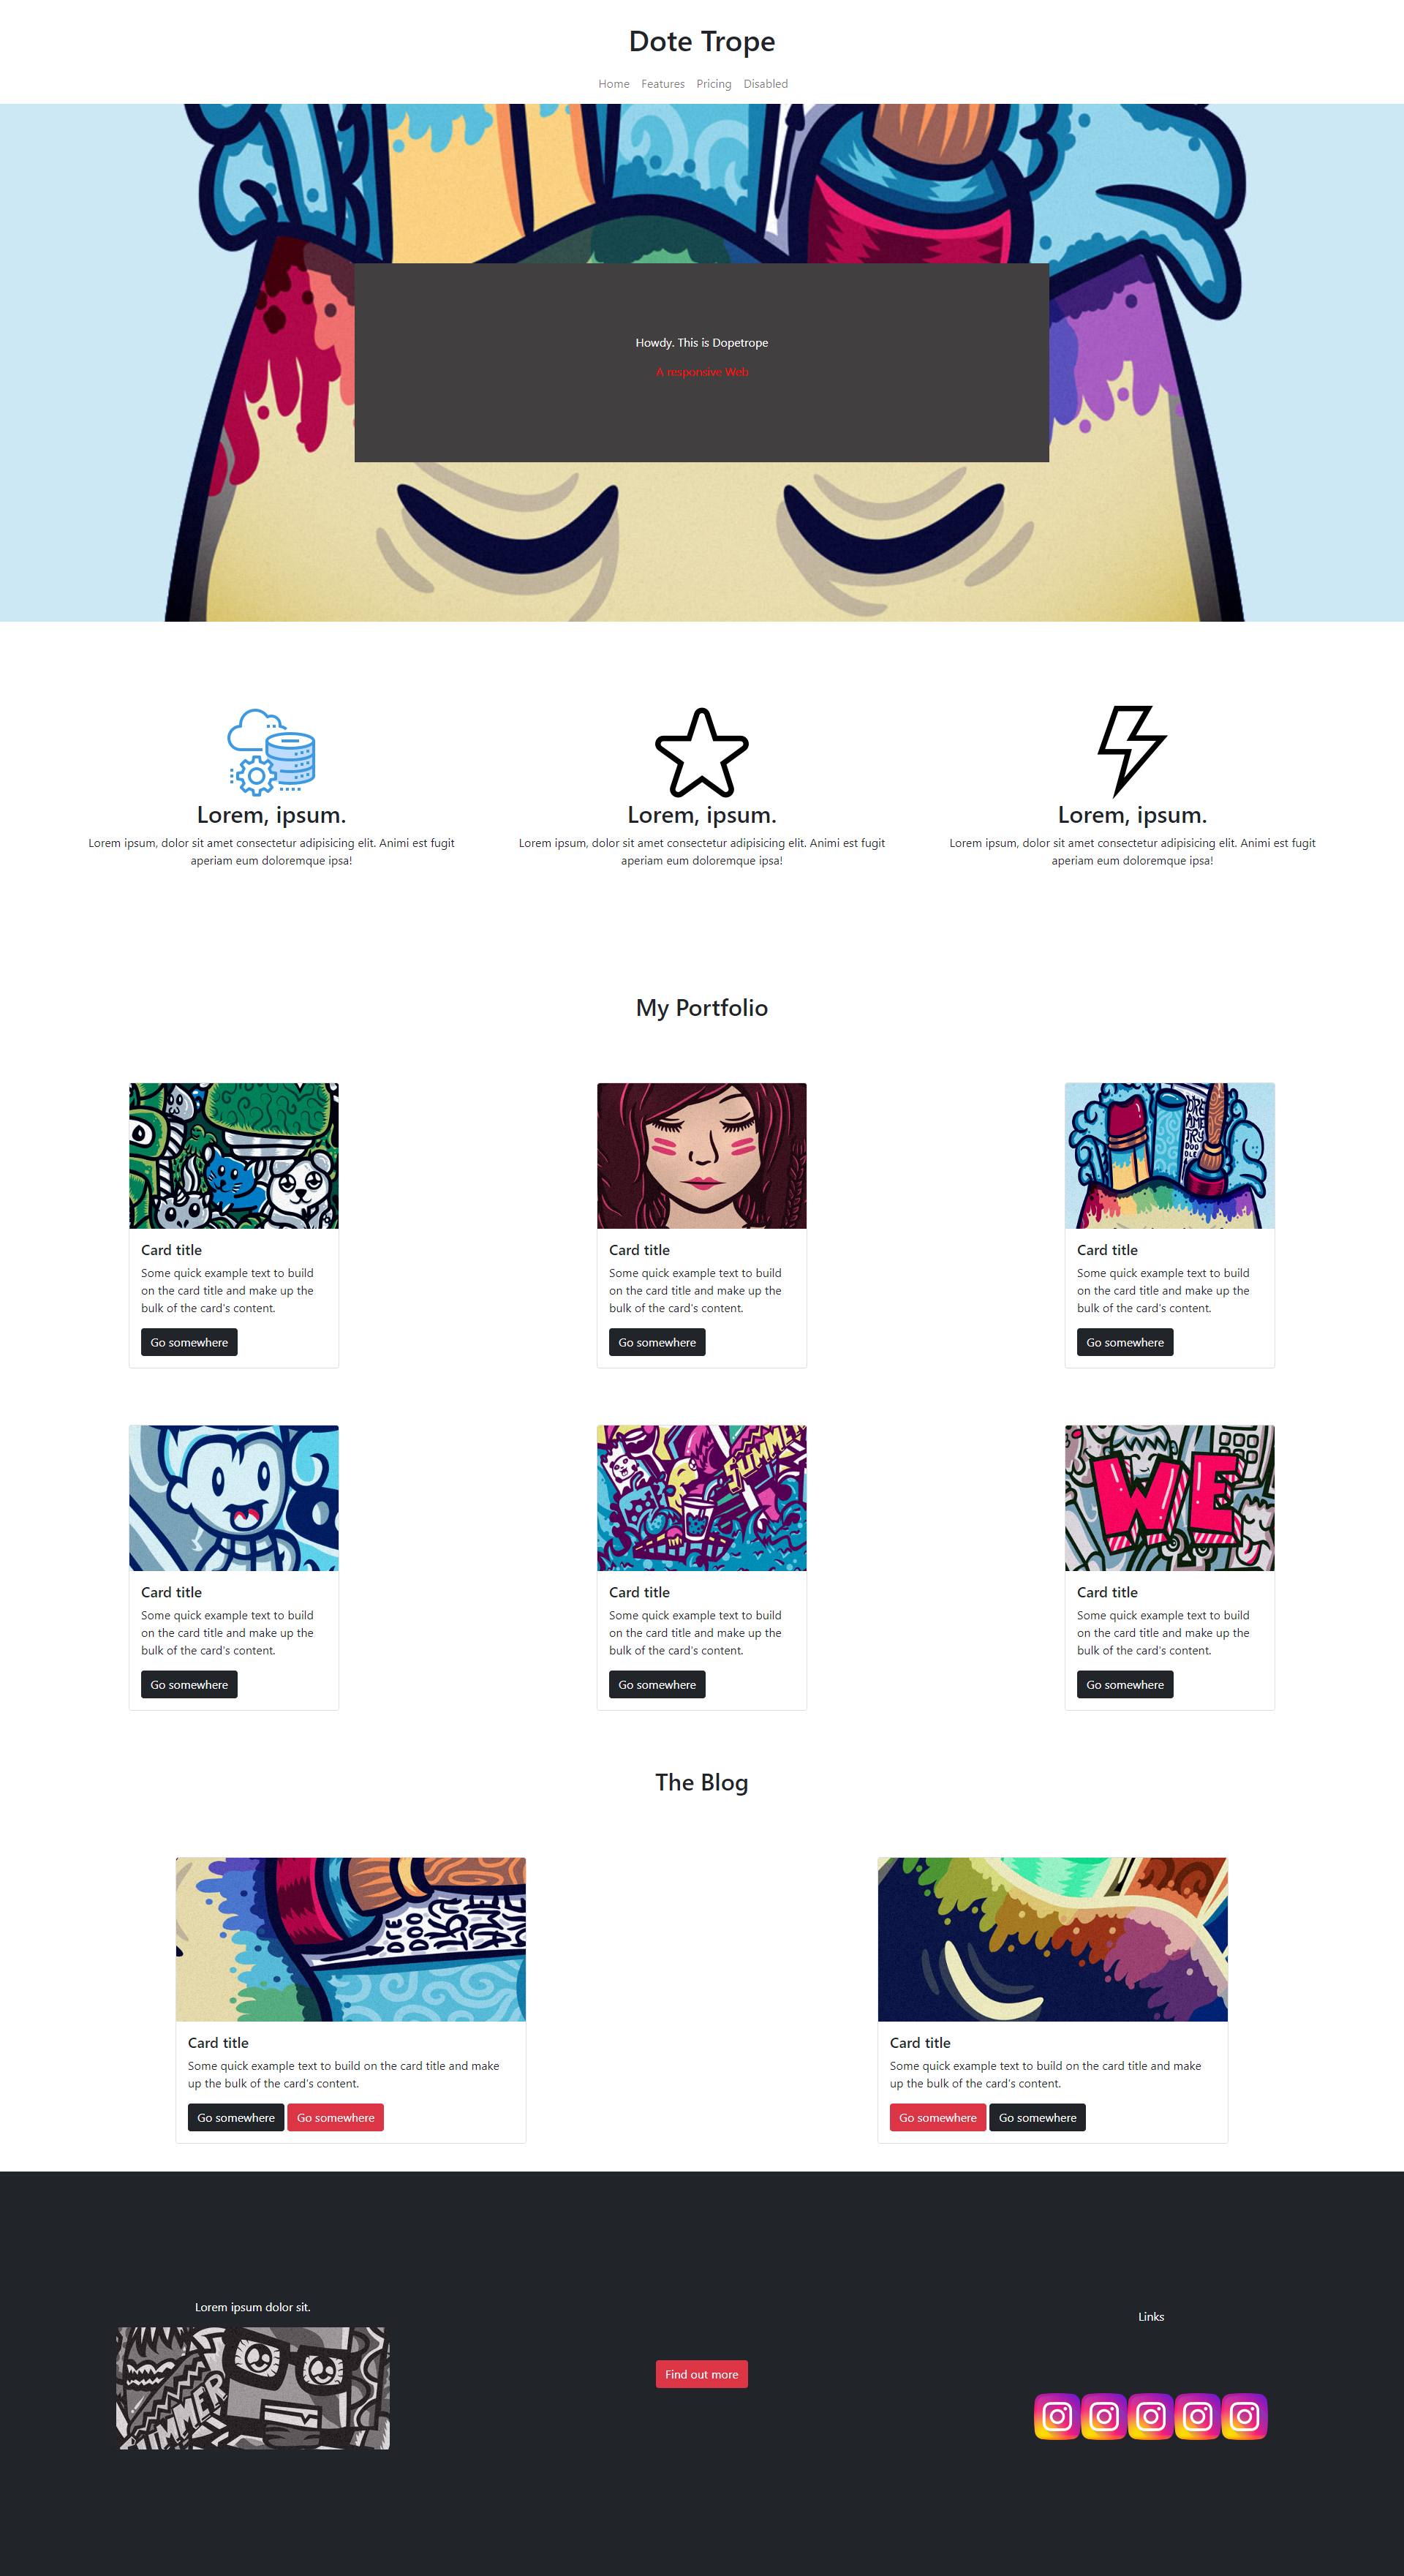 Dote Trope
Home Features Pricing Disabled
Howdy. This is Dopetrope
A responsive Web
Lorem, ipsum.
Lorem ipsum, dolor sit amet consectetur adipisicing elit. Animi est fugit
aperiam eum doloremque ipsa!
Lorem, ipsum.
Lorem ipsum, dolor sit amet consectetur adipisicing elit. Animi est fugit
aperiam eum doloremque ipsa!
Lorem, ipsum.
Lorem ipsum, dolor sit amet consectetur adipisicing elit. Animi est fugit
aperiam eum doloremque ipsa!
My Portfolio
Card title
Some quick example text to build
on the card title and make up the
bulk of the card's content.
Go somewhere
Card title
Some quick example text to build
on the card title and make up the
bulk of the card's content.
Go somewhere
Card title
Some quick example text to build
on the card title and make up the
bulk of the card's content.
Go somewhere
Card title
Some quick example text to build
on the card title and make up the
bulk of the card's content.
Go somewhere
SUMM
Card title
Some quick example text to build
on the card title and make up the
bulk of the card's content.
Go somewhere
WE
Card title
Some quick example text to build
on the card title and make up the
bulk of the card's content.
Go somewhere
The Blog
Card title
Some quick example text to build on the card title and make
up the bulk of the card's content.
Go somewhere Go somewhere
Card title
Some quick example text to build on the card title and make
up the bulk of the card's content.
Go somewhere Go somewhere
Lorem ipsum dolor sit.
Find out more
Links